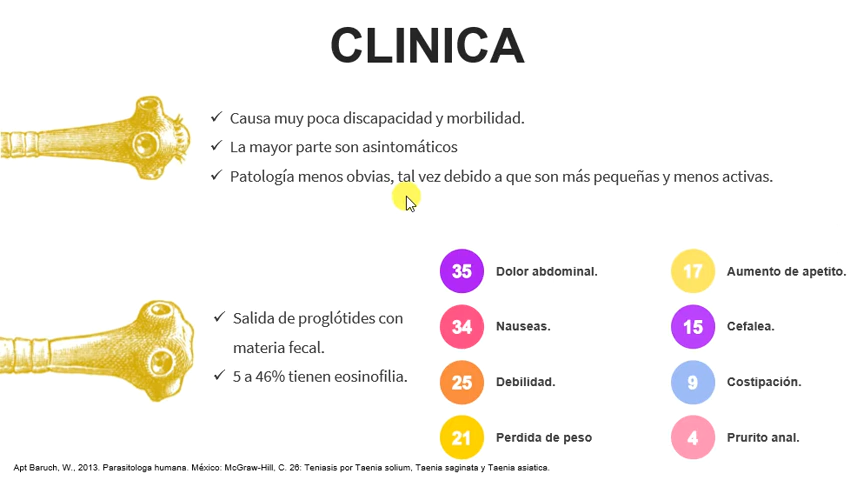 CLINICA
Causa muy poca discapacidad y morbilidad.
La mayor parte son asintomáticos
Patología menos obvias, tal vez debido a que son más pequeñas y menos activas.
Salida de proglótides con
materia fecal.
5 a 46% tienen eosinofilia.
35 Dolor abdominal.
34 Nauseas.
25 Debilidad.
21 Perdida de peso
17 Aumento de apetito.
15 Cefalea.
9 Costipación.
4 Prurito anal.
Apt Baruch, W., 2013. Parasitologa humana. México: McGraw-Hill, C. 26: Teniasis por Taenia solium, Taenia saginata y Taenia asiatica.